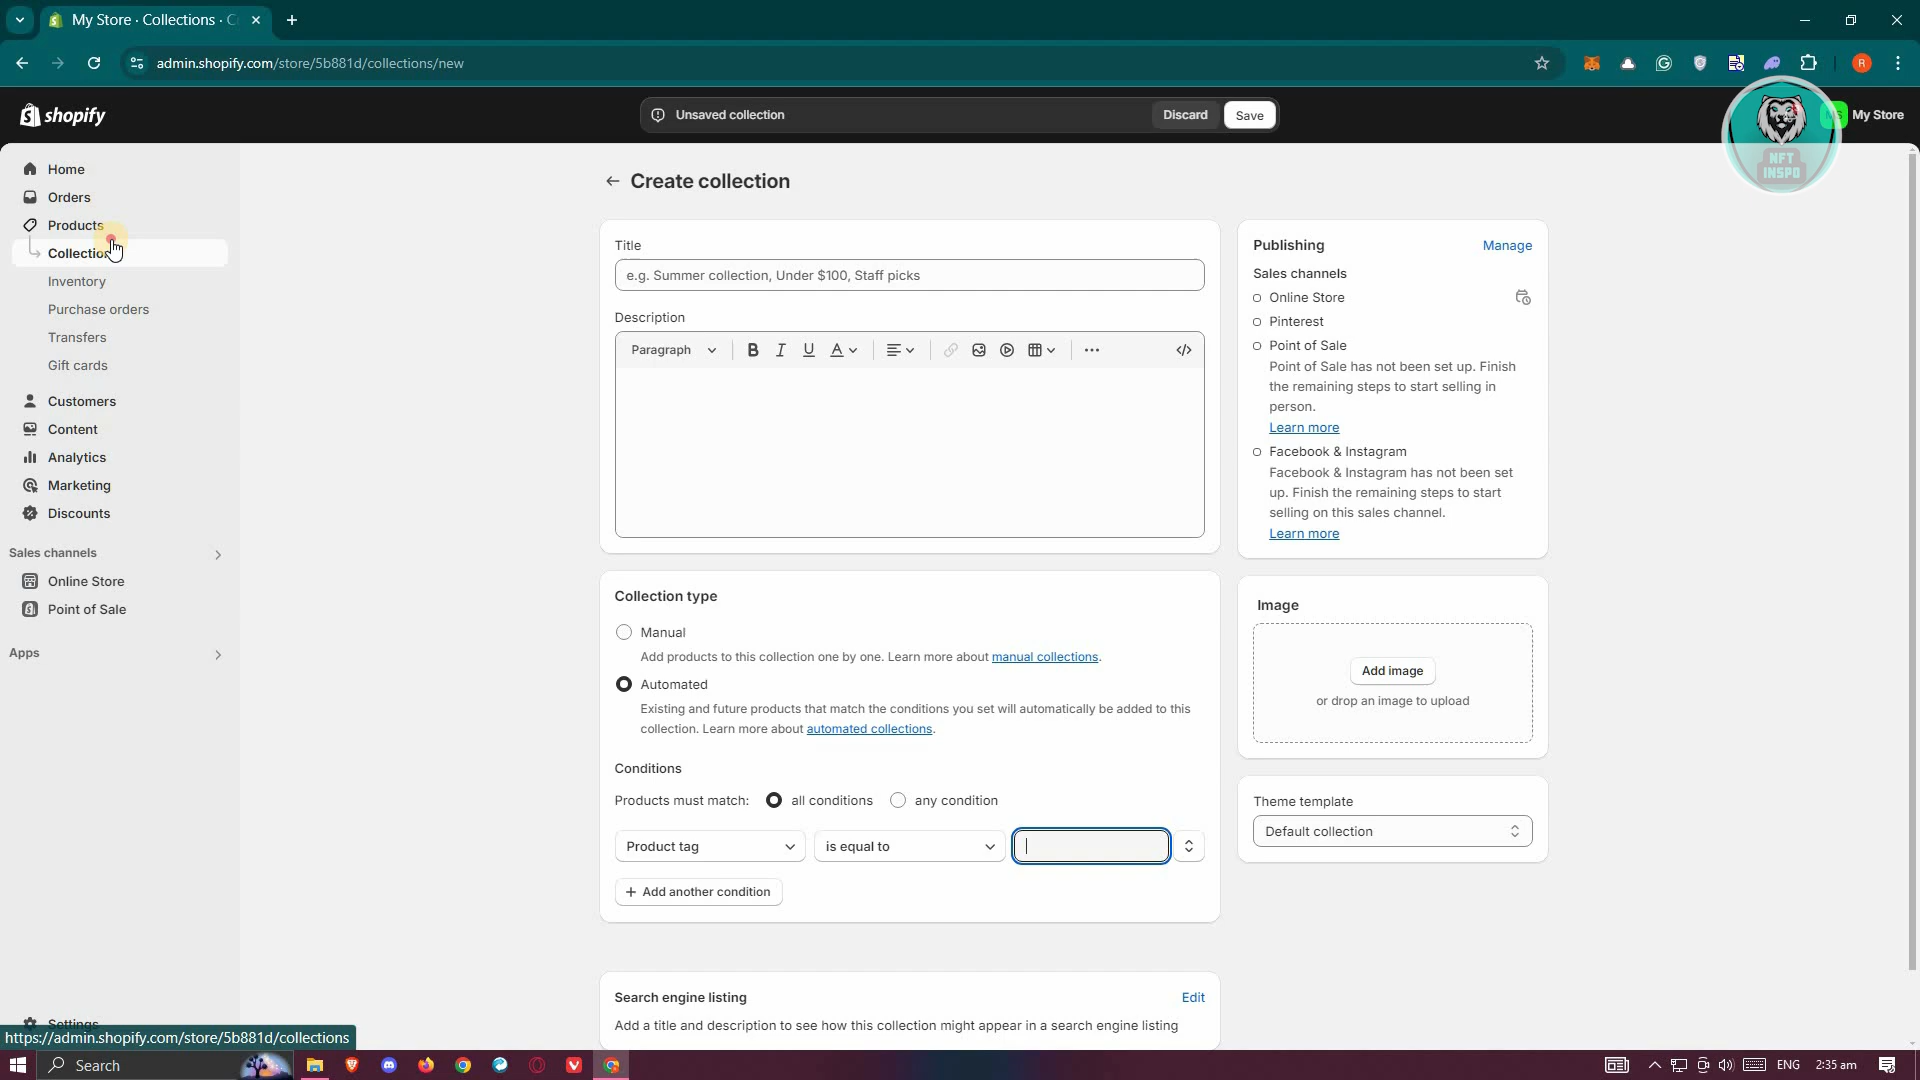 My Store · Collections · C
admin.shopify.com/store/5b881d/collections/new
R
shopify
Unsaved collection
Discard
Save
My Store
NFT
INSPO
Home
Orders
Products
Collection
Inventory
Purchase orders
Transfers
Gift cards
Customers
Content
Analytics
Marketing
Discounts
Sales channels
Online Store
Point of Sale
Apps
Settings
Create collection
Title
e.g. Summer collection, Under $100, Staff picks
Description
Paragraph
B I U A
Collection type
Manual
Add products to this collection one by one. Learn more about manual collections.
Automated
Existing and future products that match the conditions you set will automatically be added to this
collection. Learn more about automated collections.
Conditions
Products must match: all conditions any condition
Product tag
is equal to
+ Add another condition
Search engine listing
Edit
Add a title and description to see how this collection might appear in a search engine listing
Publishing
Manage
Sales channels
Online Store
Pinterest
Point of Sale
Point of Sale has not been set up. Finish
the remaining steps to start selling in
person.
Learn more
Facebook & Instagram
Facebook & Instagram has not been set
up. Finish the remaining steps to start
selling on this sales channel.
Learn more
Image
Add image
or drop an image to upload
Theme template
Default collection
https://admin.shopify.com/store/5b881d/collections
Search
ENG
2:35 am